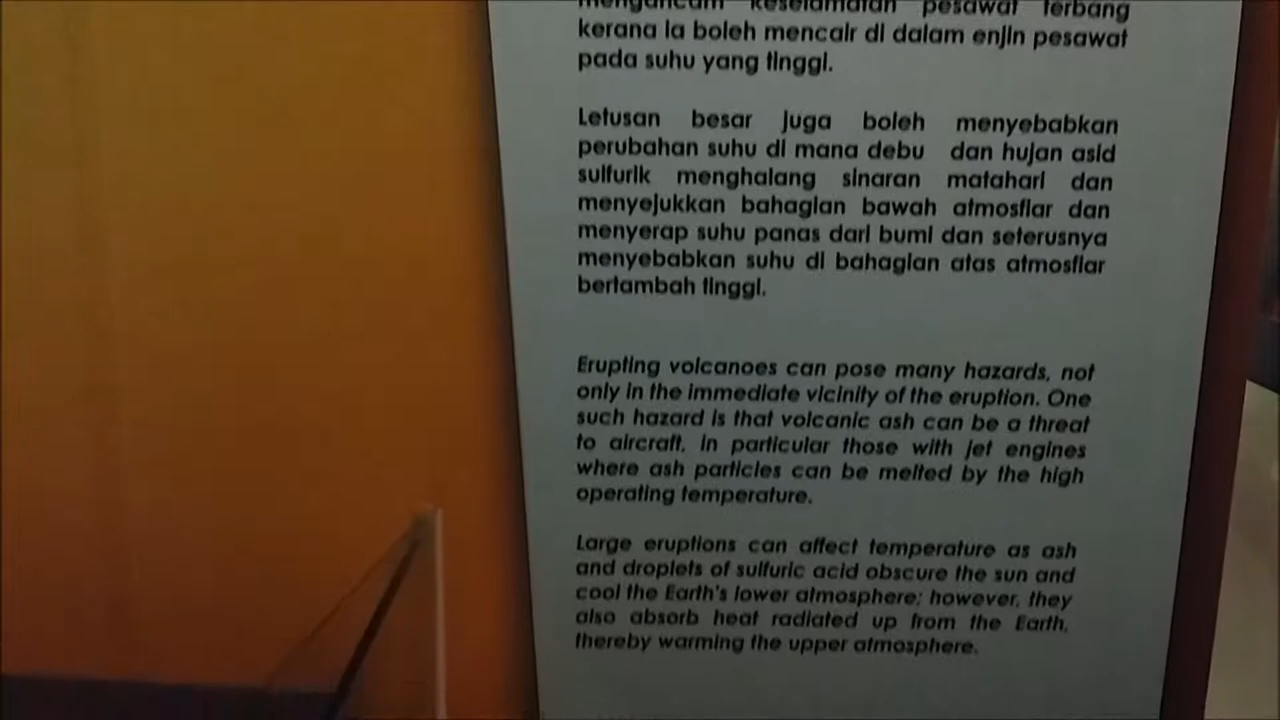 mengancam keselamatan pesawat terbang
kerana ia boleh mencair di dalam enjin pesawat
pada suhu yang tinggi.
Letusan besar juga boleh menyebabkan
perubahan suhu di mana debu dan hujan asid
sulfurik menghalang sinaran matahari dan
menyejukkan bahagian bawah atmosfiar dan
menyerap suhu panas dari bumi dan seterusnya
menyebabkan suhu di bahagian atas atmosfiar
bertambah tinggi.
Erupting volcanoes can pose many hazards, not
only in the immediate vicinity of the eruption. One
such hazard is that volcanic ash can be a threat
to aircraft, in particular those with jet engines
where ash particles can be melted by the high
operating temperature.
Large eruptions can affect temperature as ash
and droplets of sulfuric acid obscure the sun and
cool the Earth's lower atmosphere; however, they
also absorb heat radiated up from the Earth,
thereby warming the upper atmosphere.